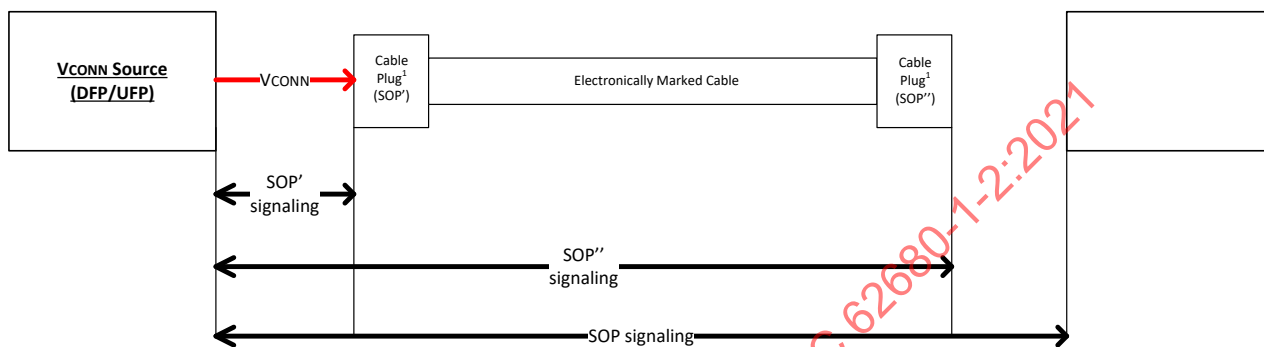 VCONN Source
(DFP/UFP)
VCONN
Cable
Plug1
(SOP')
Electronically Marked Cable
Cable
Plug1
(SOP'')
SOP'
signaling
SOP''
signaling
SOP signaling
C 62680-1-2:2021